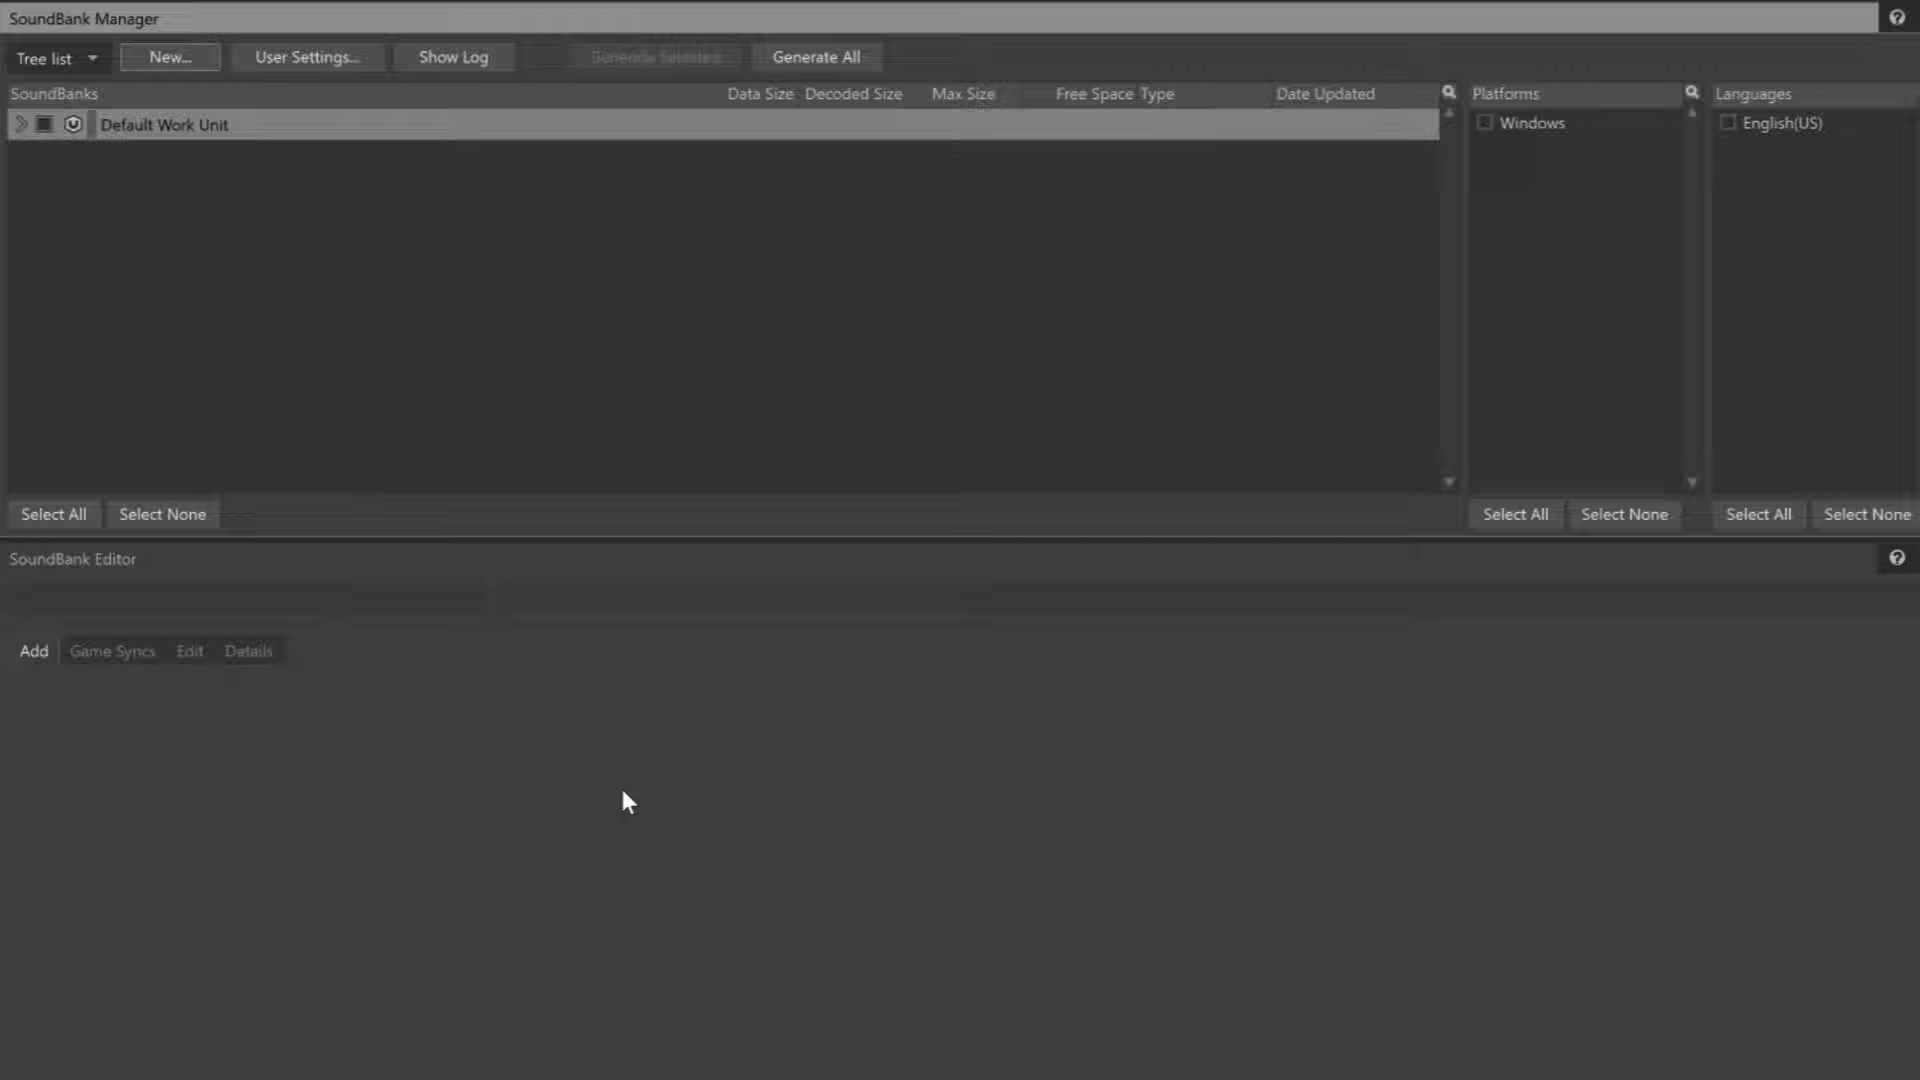 SoundBank Manager
Tree list New... User Settings... Show Log Generate Selected Generate All
SoundBanks Data Size Decoded Size Max Size Free Space Type Date Updated Platforms Languages
Default Work Unit Windows English(US)
Select All Select None Select All Select None Select All Select None
SoundBank Editor
Add Game Syncs Edit Details